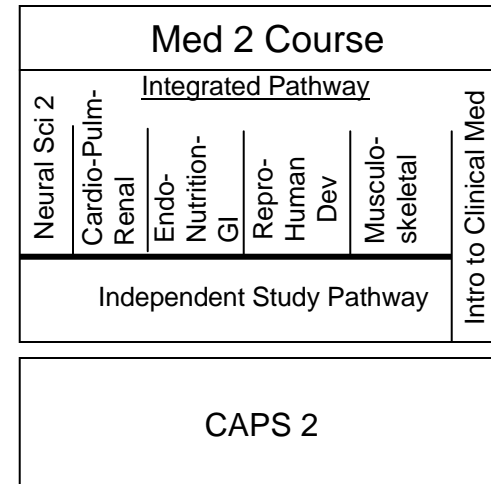 Med 2 Course
Integrated Pathway
Neural Sci 2
Cardio-Pulm-
Renal
Endo-
Nutrition-
GI
Repro-
Human
Dev
Musculo-
skeletal
Intro to Clinical Med
Independent Study Pathway
CAPS 2